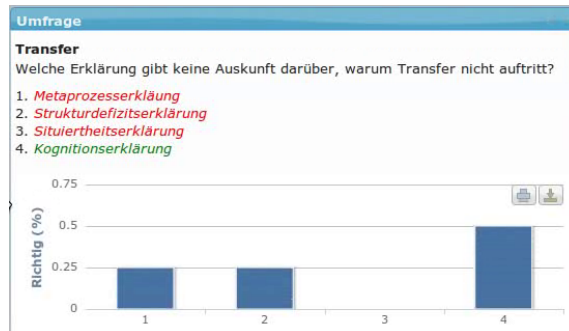 Umfrage
Transfer
Welche Erklärung gibt keine Auskunft darüber, warum Transfer nicht auftritt?
1. Metaprozesserkläung
2. Strukturdefizitserklärung
3. Situiertheitserklärung
4. Kognitionserklärung
0.75
0.5
0.25
0
Richtig (%)
1 2 3 4